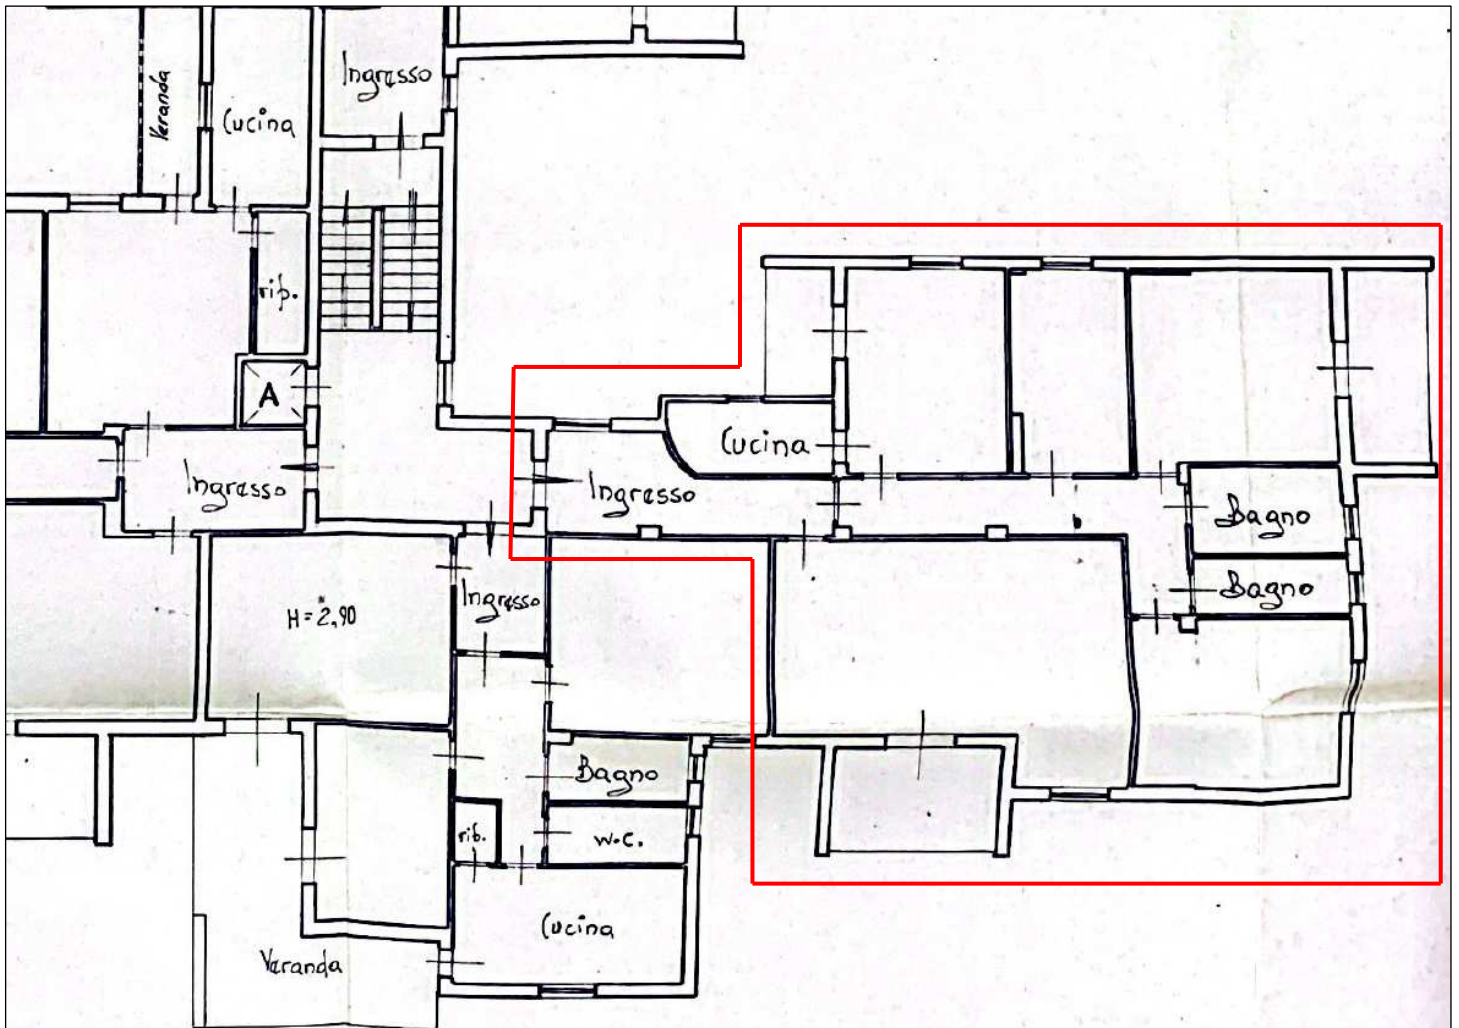 Ingresso
Veranda
Cucina
rip.
A
Cucina
Ingresso
Ingresso
Bagno
Bagno
H=2,90
Ingresso
Bagno
rib.
w.c.
Cucina
Veranda